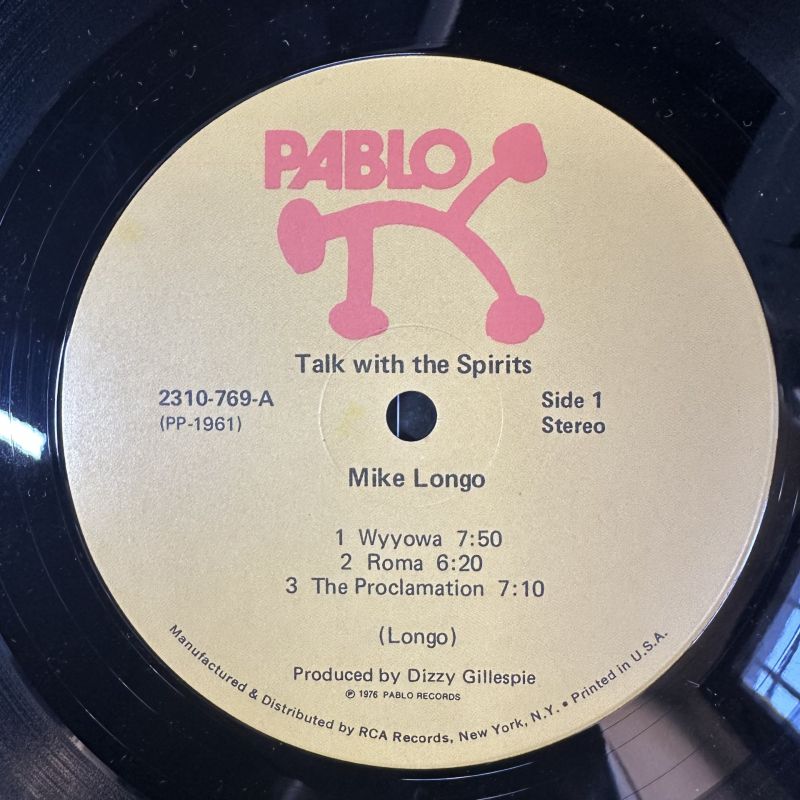 PABLO
Talk with the Spirits
2310-769-A
(PP-1961)
Side 1
Stereo
Mike Longo
1 Wyyowa 7:50
2 Roma 6:20
3 The Proclamation 7:10
(Longo)
Produced by Dizzy Gillespie
℗ 1976 PABLO RECORDS
Manufactured & Distributed by RCA Records, New York, N.Y. • Printed in U.S.A.